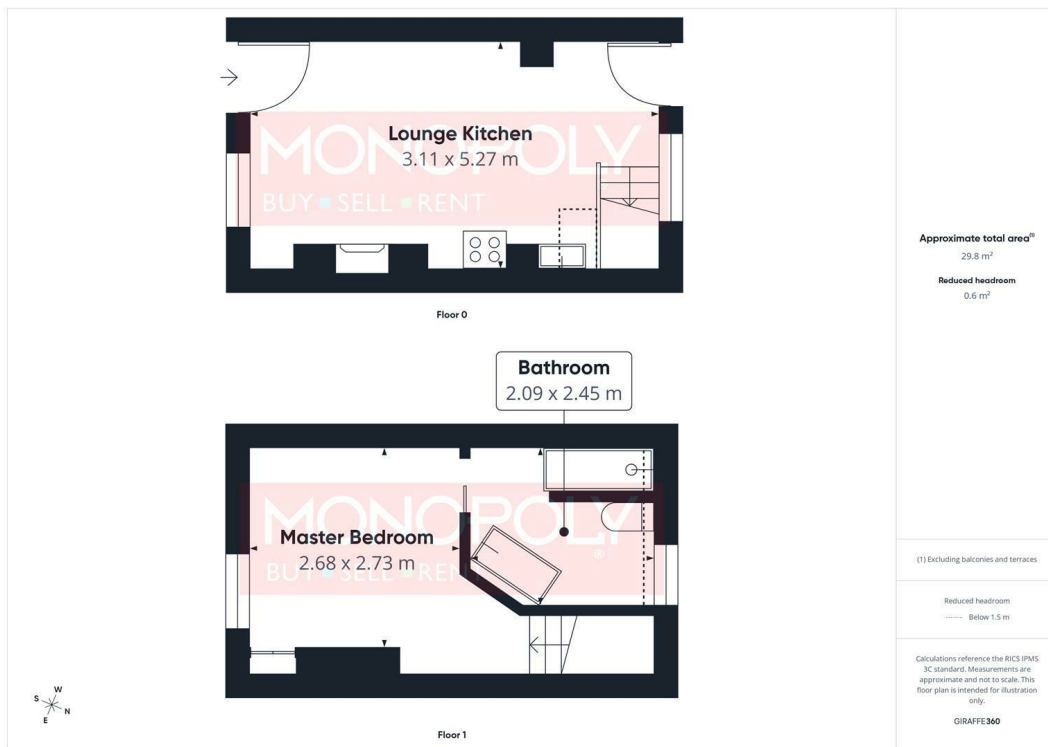 MONOPOLY
BUY SELL RENT
Lounge Kitchen
3.11 x 5.27 m
Floor 0
Bathroom
2.09 x 2.45 m
MONOPOLY
®
BUY SELL RENT
Master Bedroom
2.68 x 2.73 m
Floor 1
W
S
N
E
Approximate total area(1)
29.8 m²
Reduced headroom
0.6 m²
(1) Excluding balconies and terraces
Reduced headroom
------- Below 1.5 m
Calculations reference the RICS IPMS
3C standard. Measurements are
approximate and not to scale. This
floor plan is intended for illustration
only.
GIRAFFE360